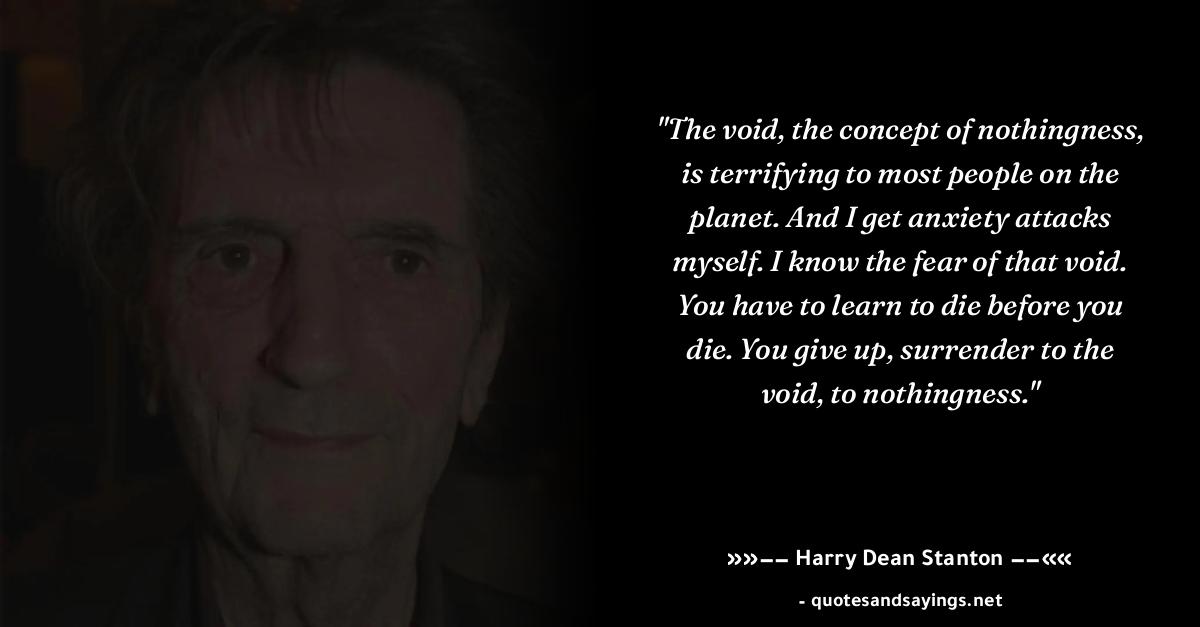 "The void, the concept of nothingness,
is terrifying to most people on the
planet. And I get anxiety attacks
myself. I know the fear of that void.
You have to learn to die before you
die. You give up, surrender to the
void, to nothingness."
»»−− Harry Dean Stanton −−««
- quotesandsayings.net